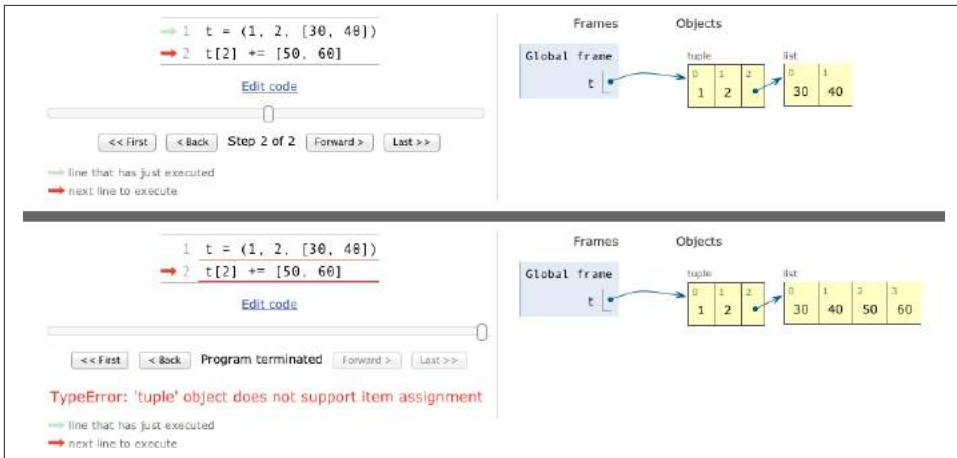 1 t = (1, 2, [30, 40])
2 t[2] += [50, 60]
Edit code
<< First < Back Step 2 of 2 Forward > Last >>
line that has just executed
next line to execute
Frames Objects
Global frame
t
tuple
0 1 2
1 2
list
0 1
30 40
1 t = (1, 2, [30, 40])
2 t[2] += [50, 60]
Edit code
<< First < Back Program terminated Forward > Last >>
TypeError: 'tuple' object does not support item assignment
line that has just executed
next line to execute
Frames Objects
Global frame
t
tuple
0 1 2
1 2
list
0 1 2 3
30 40 50 60